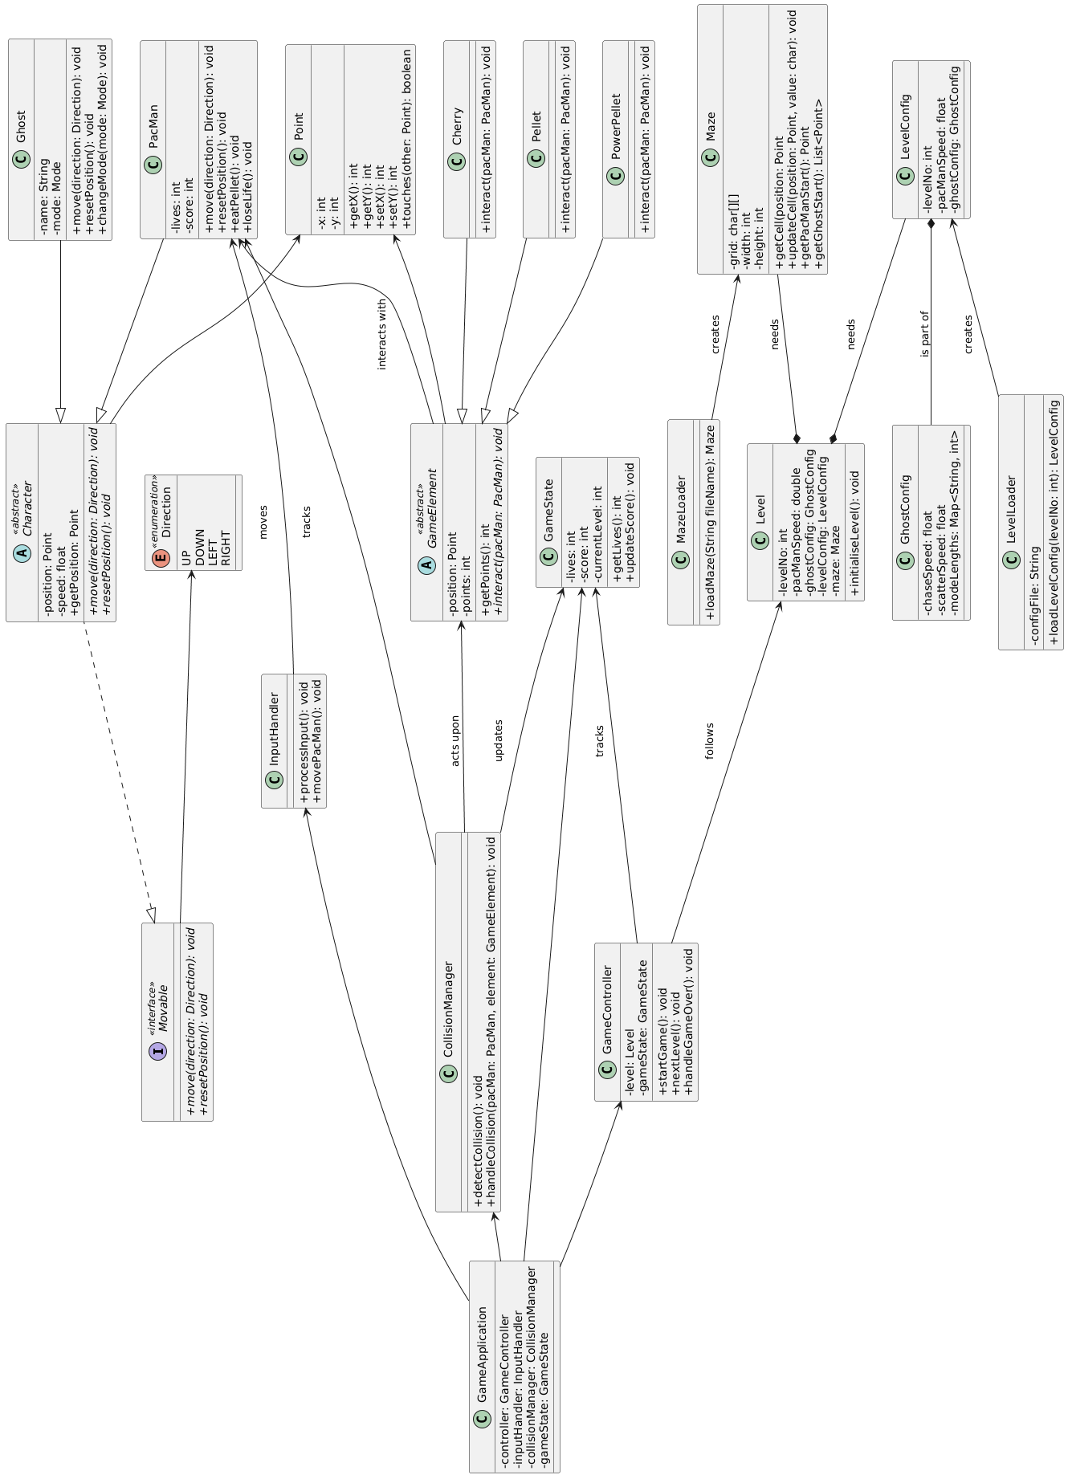 C Ghost
-name: String
-mode: Mode
+move(direction: Direction): void
+resetPosition(): void
+changeMode(mode: Mode): void
C PacMan
-lives: int
-score: int
+move(direction: Direction): void
+resetPosition(): void
+eatPellet(): void
+loseLife(): void
C Point
-x: int
-y: int
+getX(): int
+getY(): int
+setX(): int
+setY(): int
+touches(other: Point): boolean
C Cherry
+interact(pacMan: PacMan): void
C Pellet
+interact(pacMan: PacMan): void
C PowerPellet
+interact(pacMan: PacMan): void
C Maze
-grid: char[][]
-width: int
-height: int
+getCell(position: Point
+updateCell(position: Point, value: char): void
+getPacManStart(): Point
+getGhostStart(): List<Point>
C LevelConfig
-levelNo: int
-pacManSpeed: float
-ghostConfig: GhostConfig
interacts with
creates
needs
needs
is part of
creates
A «abstract»
Character
-position: Point
-speed: float
+getPosition: Point
+move(direction: Direction): void
+resetPosition(): void
E «enumeration»
Direction
UP
DOWN
LEFT
RIGHT
moves
tracks
A «abstract»
GameElement
-position: Point
-points: int
+getPoints(): int
+interact(pacMan: PacMan): void
C GameState
-lives: int
-score: int
-currentLevel: int
+getLives(): int
+updateScore(): void
C MazeLoader
+loadMaze(String fileName): Maze
C Level
-levelNo: int
-pacManSpeed: double
-ghostConfig: GhostConfig
-levelConfig: LevelConfig
-maze: Maze
+initialiseLevel(): void
C GhostConfig
-chaseSpeed: float
-scatterSpeed: float
-modeLengths: Map<String, int>
C LevelLoader
-configFile: String
+loadLevelConfig(levelNo: int): LevelConfig
C InputHandler
+processInput(): void
+movePacMan(): void
acts upon
updates
tracks
follows
I «interface»
Movable
+move(direction: Direction): void
+resetPosition(): void
C CollisionManager
+detectCollision(): void
+handleCollision(pacMan: PacMan, element: GameElement): void
C GameController
-level: Level
-gameState: GameState
+startGame(): void
+nextLevel(): void
+handleGameOver(): void
C GameApplication
-controller: GameController
-inputHandler: InputHandler
-collisionManager: CollisionManager
-gameState: GameState